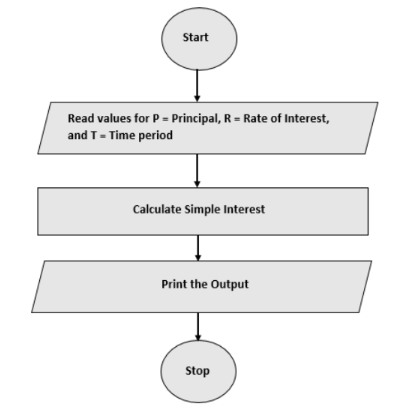 Start
Read values for P = Principal, R = Rate of Interest,
and T = Time period
Calculate Simple Interest
Print the Output
Stop